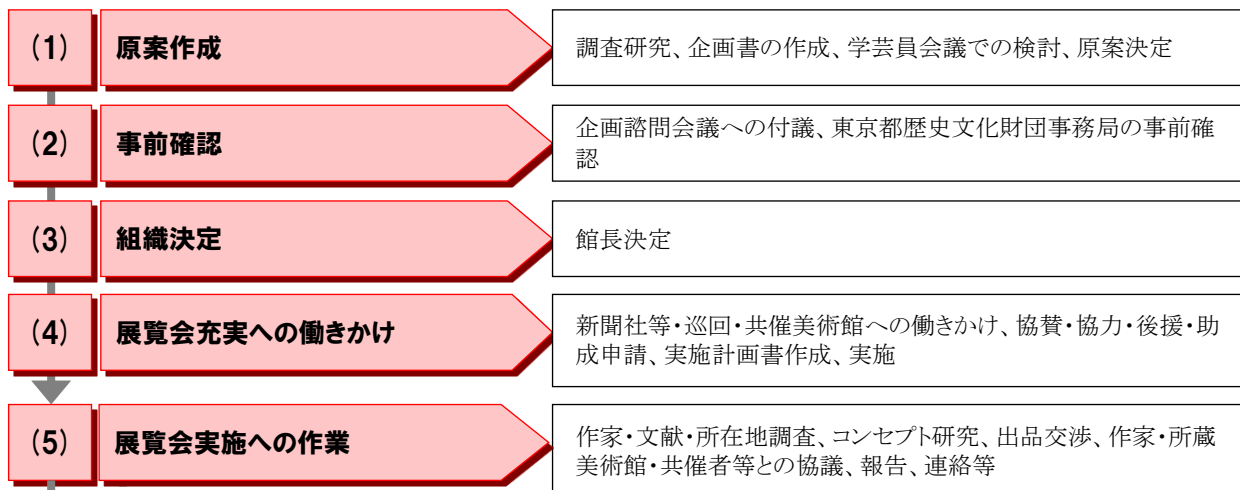 (1) 原案作成 調査研究、企画書の作成、学芸員会議での検討、原案決定
(2) 事前確認 企画諮問会議への付議、東京都歴史文化財団事務局の事前確
認
(3) 組織決定 館長決定
(4) 展覧会充実への働きかけ 新聞社等・巡回・共催美術館への働きかけ、協賛・協力・後援・助
成申請、実施計画書作成、実施
(5) 展覧会実施への作業 作家・文献・所在地調査、コンセプト研究、出品交渉、作家・所蔵
美術館・共催者等との協議、報告、連絡等